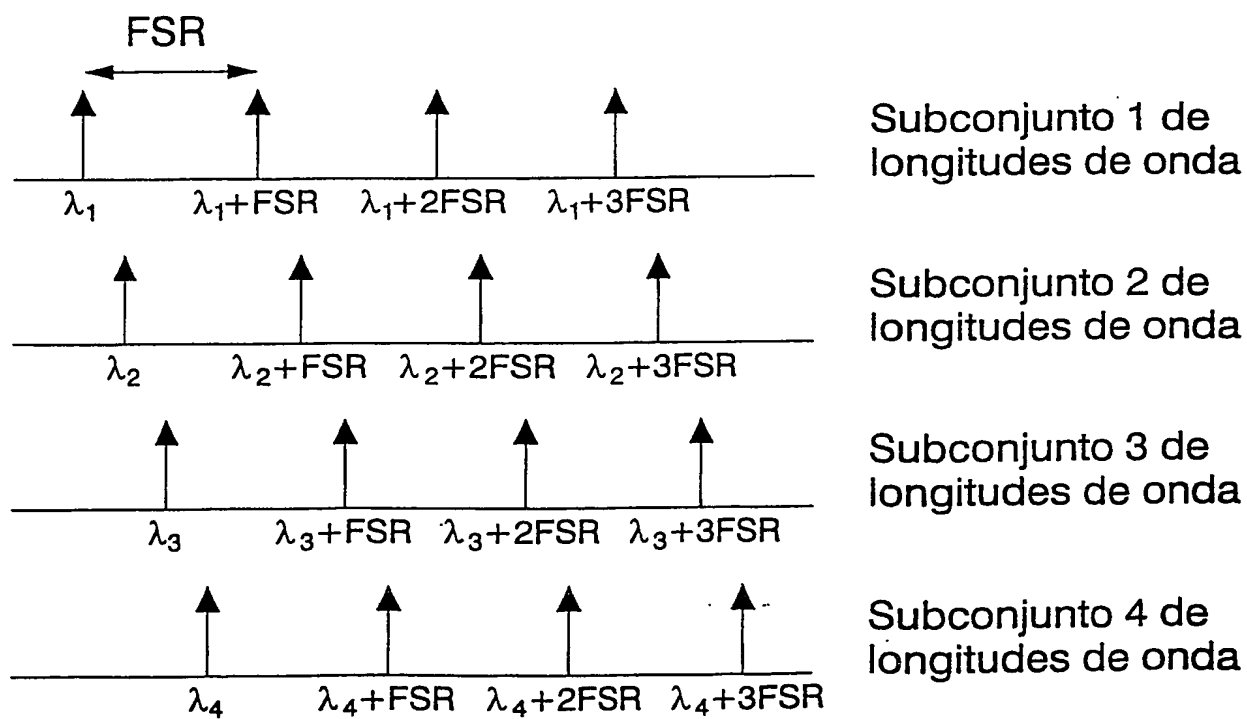 FSR
λ₁ λ₁+FSR λ₁+2FSR λ₁+3FSR
Subconjunto 1 de
longitudes de onda
λ₂ λ₂+FSR λ₂+2FSR λ₂+3FSR
Subconjunto 2 de
longitudes de onda
λ₃ λ₃+FSR λ₃+2FSR λ₃+3FSR
Subconjunto 3 de
longitudes de onda
λ₄ λ₄+FSR λ₄+2FSR λ₄+3FSR
Subconjunto 4 de
longitudes de onda